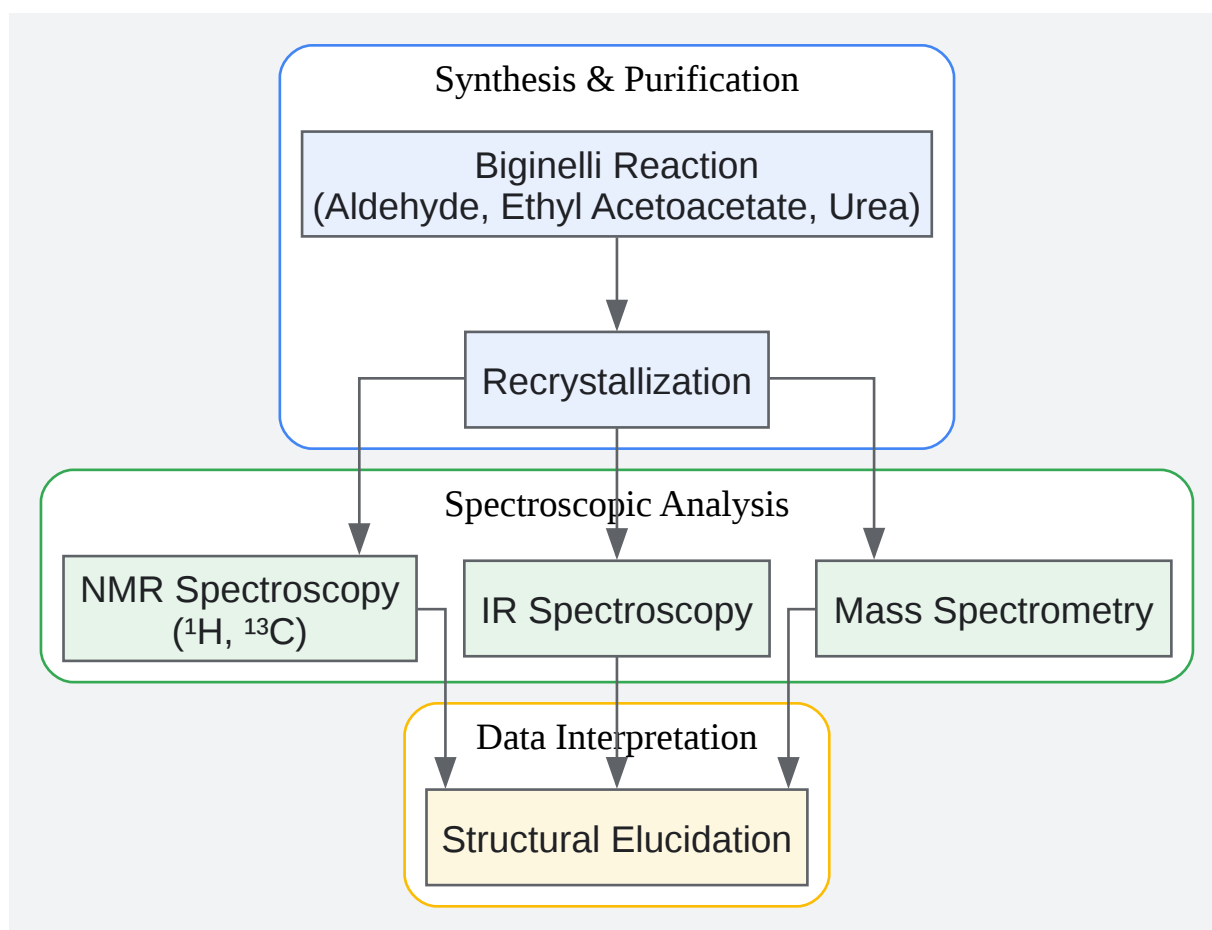 Synthesis & Purification
Biginelli Reaction
(Aldehyde, Ethyl Acetoacetate, Urea)
Recrystallization
Spectroscopic Analysis
NMR Spectroscopy
(¹H, ¹³C)
IR Spectroscopy
Mass Spectrometry
Data Interpretation
Structural Elucidation